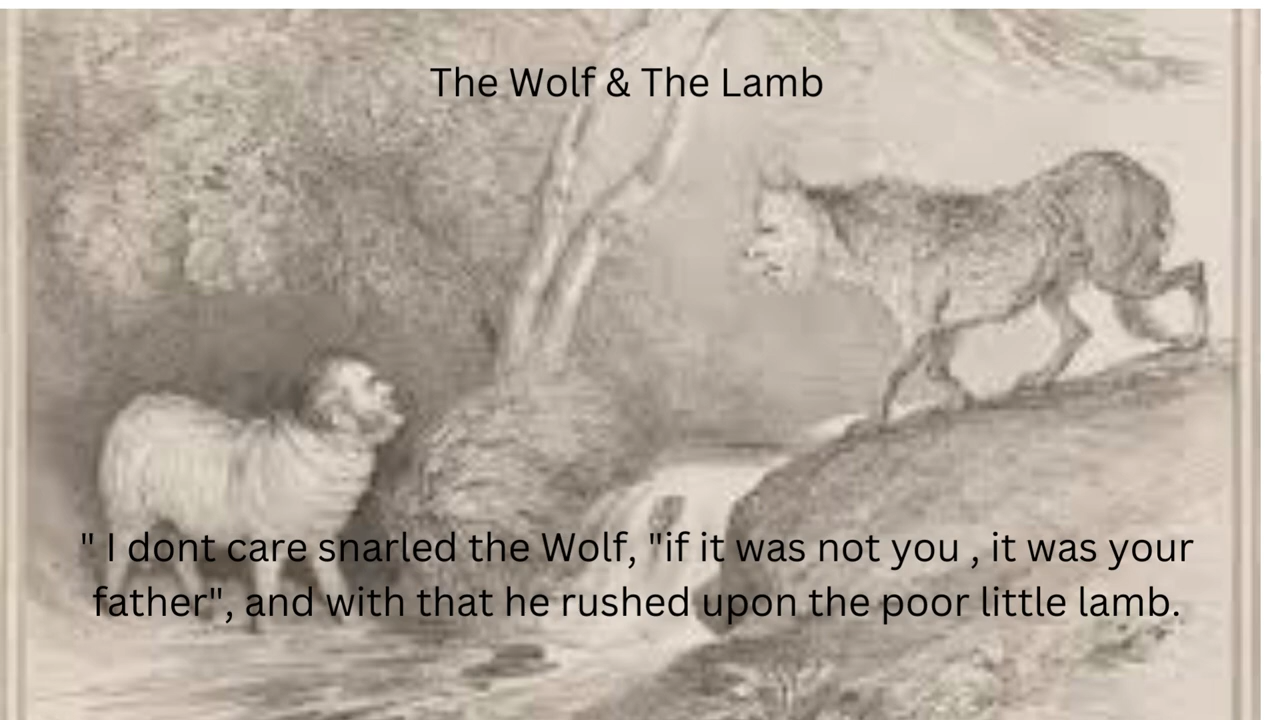 The Wolf & The Lamb
" I dont care snarled the Wolf, "if it was not you , it was your
father", and with that he rushed upon the poor little lamb.